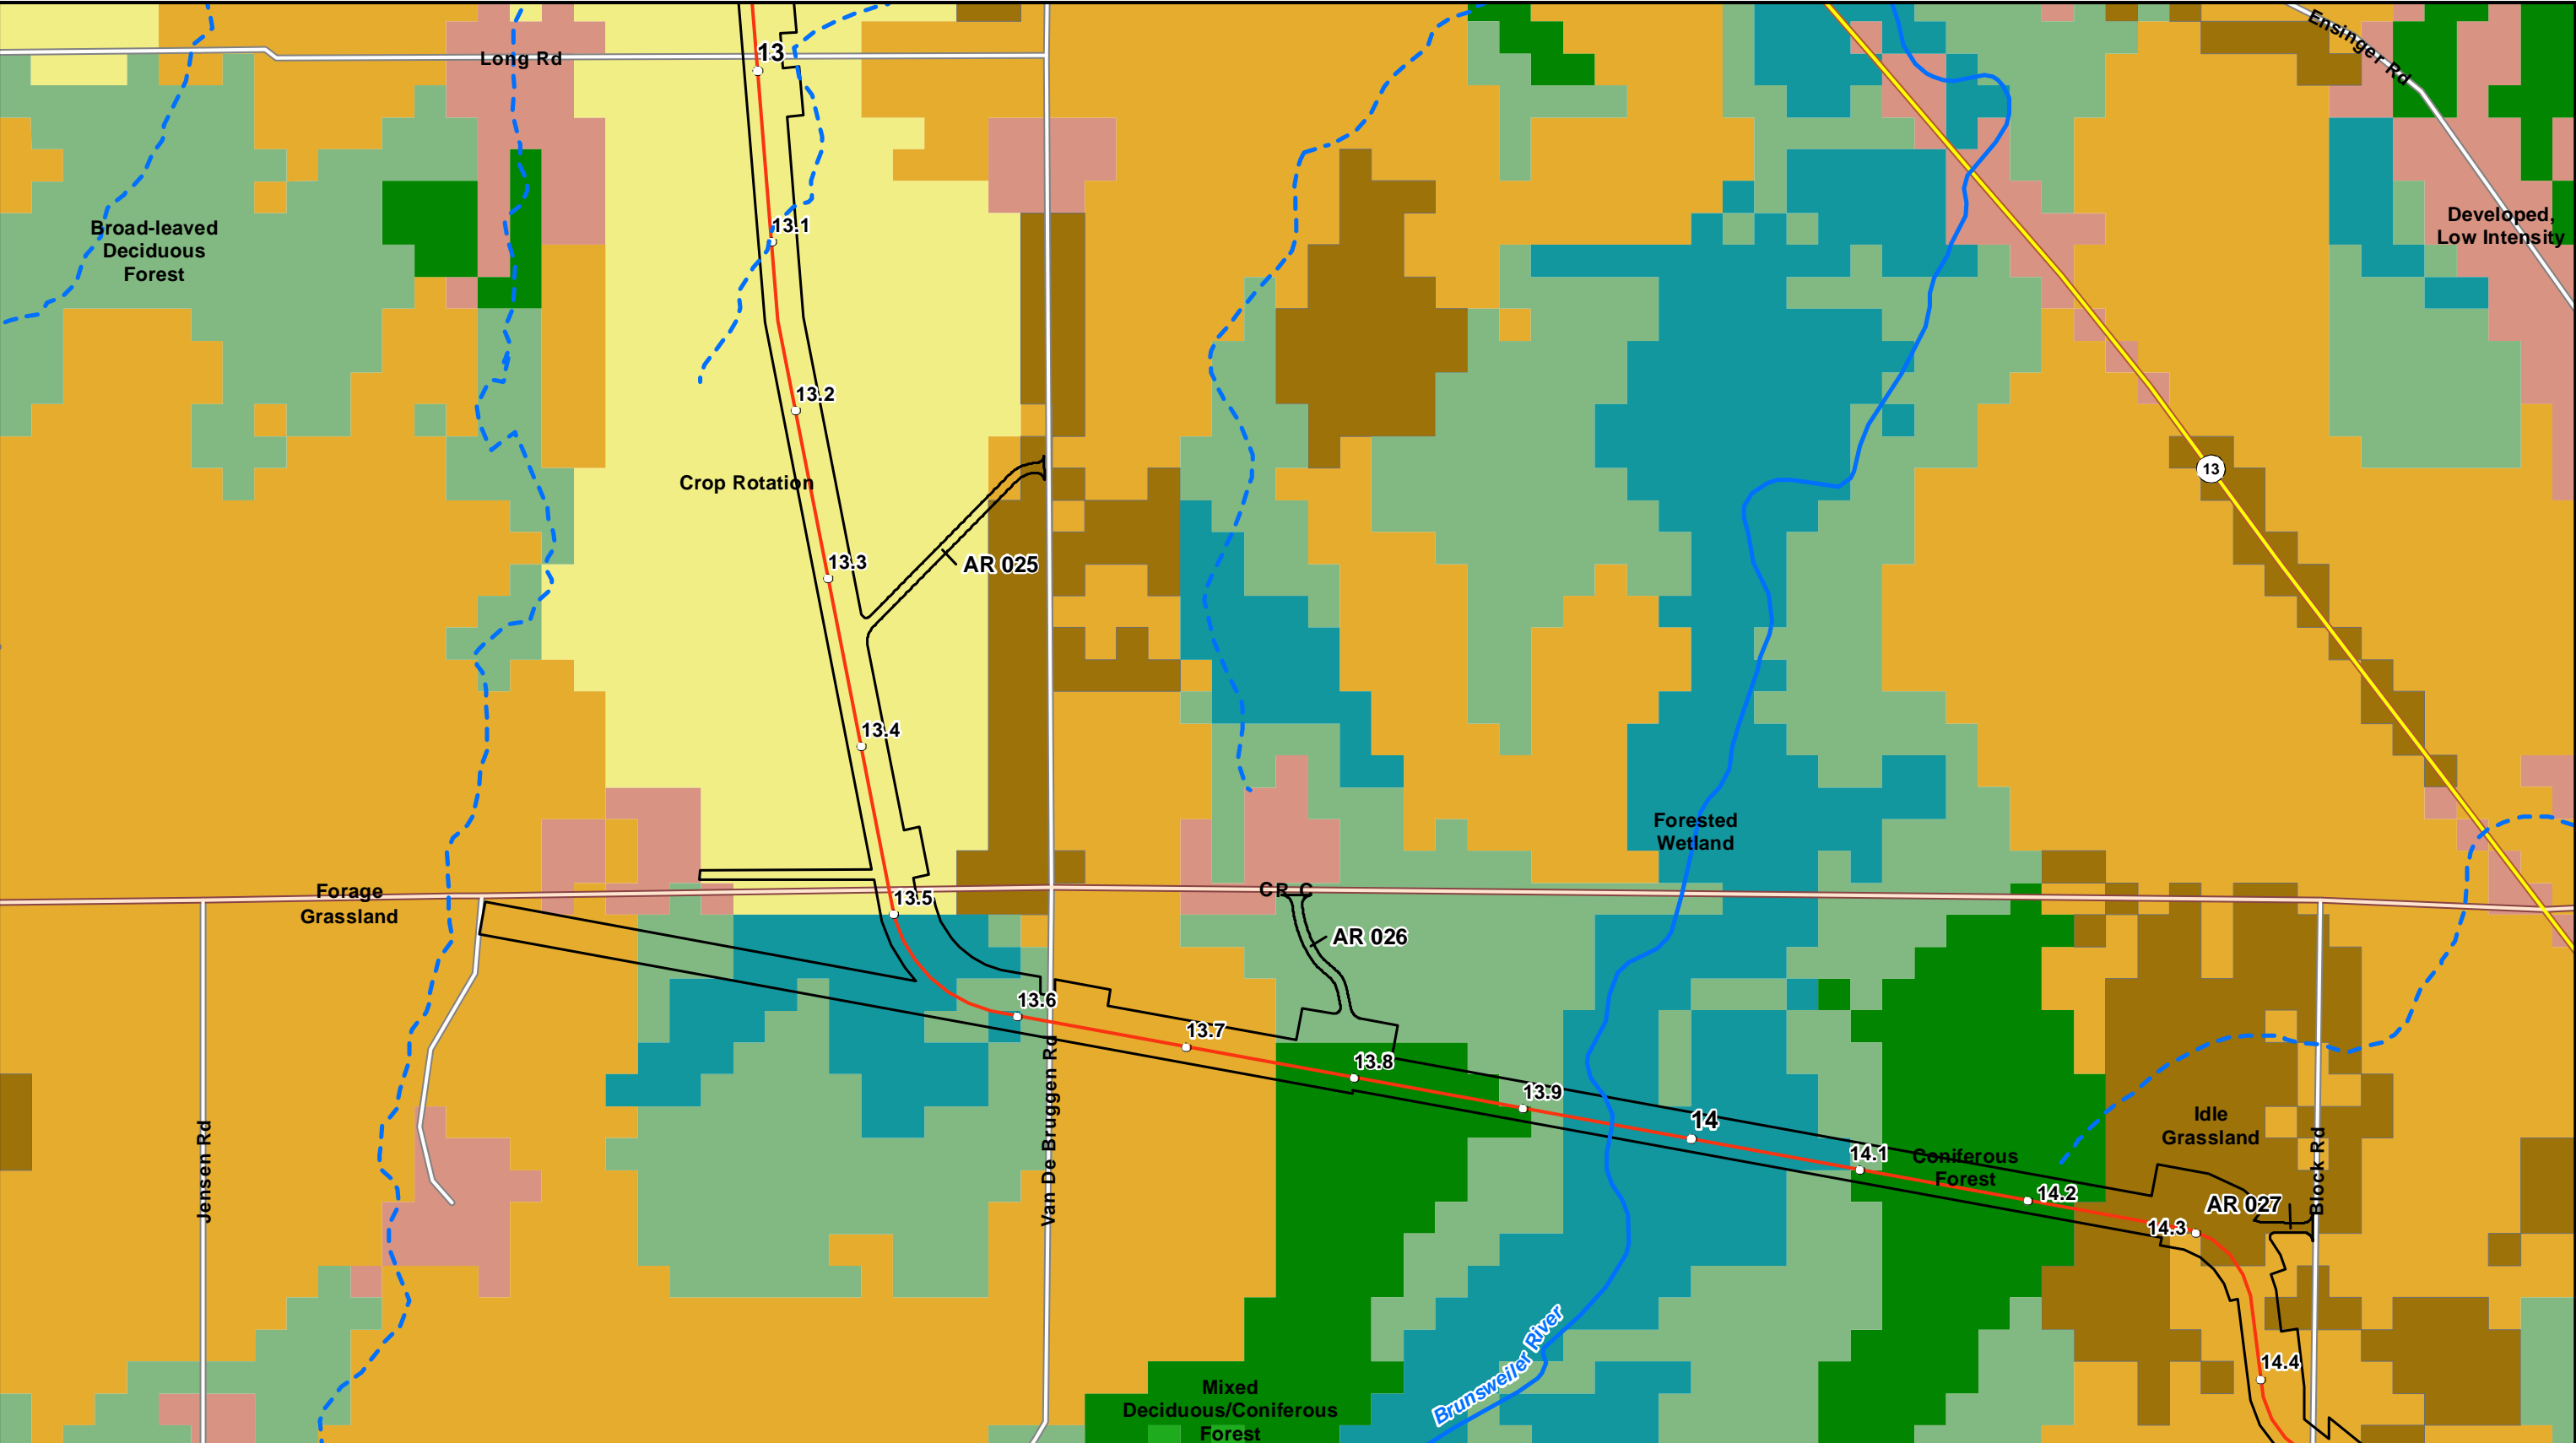 Ensinger Rd
13
Long Rd
13.1
Broad-leaved
Deciduous
Forest
Developed,
Low Intensity
13.2
13
Crop Rotation
13.3
AR 025
13.4
Forested
Wetland
Forage
Grassland
13.5
CR C
AR 026
13.6
13.7
13.8
13.9
14
14.1
Coniferous
Forest
Idle
Grassland
14.2
AR 027
14.3
Jensen Rd
Van De Bruggen Rd
Block Rd
14.4
Brunsweiler River
Mixed
Deciduous/Coniferous
Forest